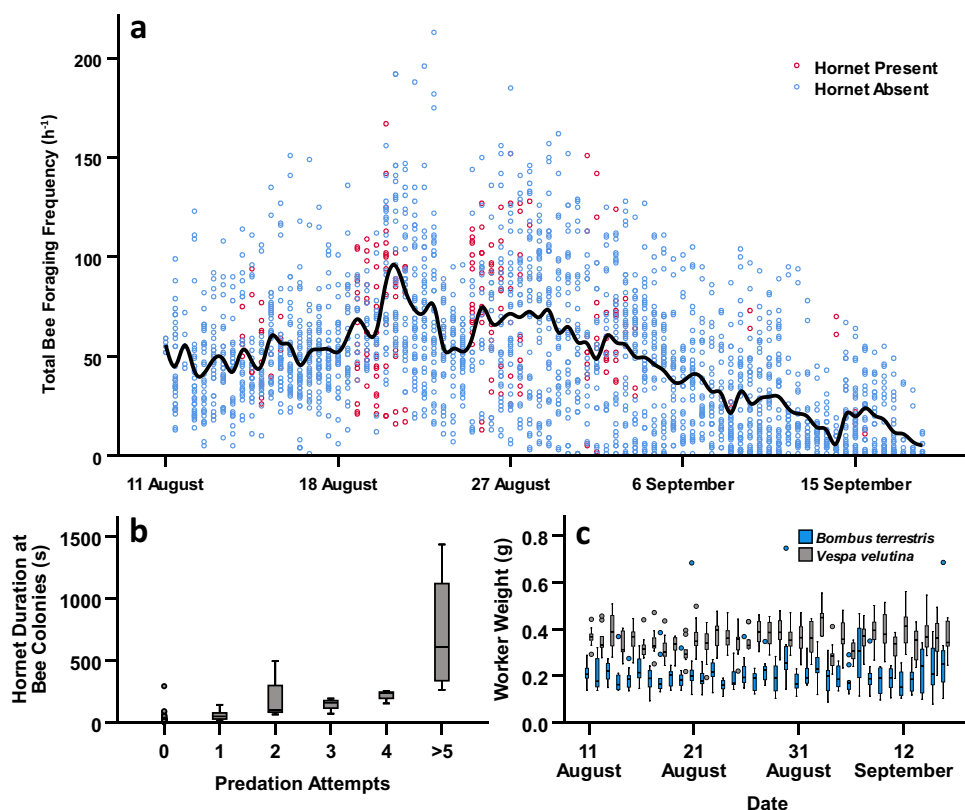 a
Total Bee Foraging Frequency (h⁻¹)
200
150
100
50
0
Hornet Present
Hornet Absent
11 August
18 August
27 August
6 September
15 September
b
Hornet Duration at
Bee Colonies (s)
1500
1000
500
0
0
1
2
3
4
>5
Predation Attempts
c
Worker Weight (g)
0.8
0.6
0.4
0.2
0.0
Bombus terrestris
Vespa velutina
11
August
21
August
31
August
12
September
Date